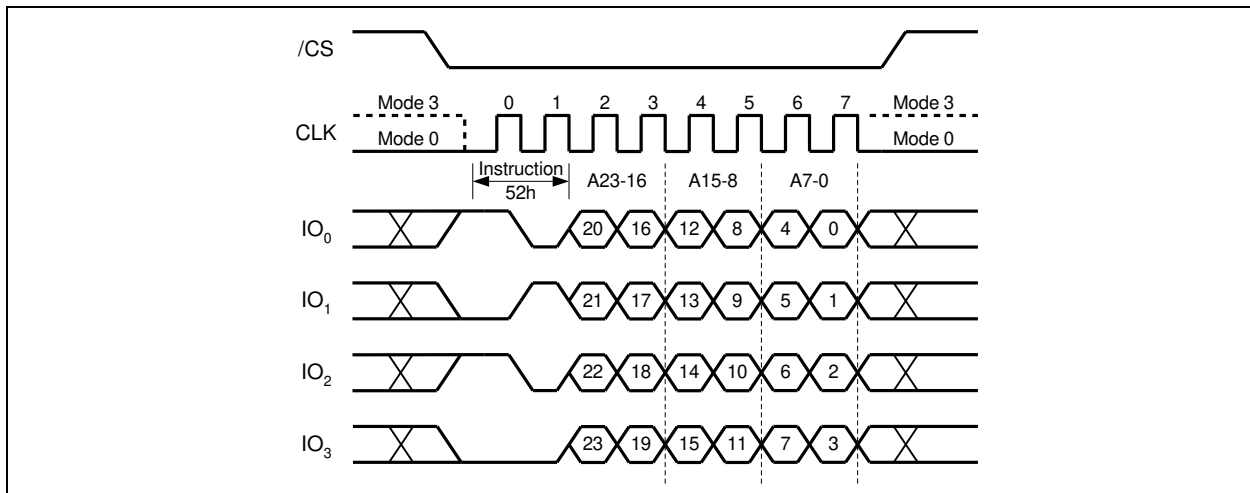 /CS
Mode 3 0 1 2 3 4 5 6 7 Mode 3
CLK
Mode 0 Mode 0
Instruction
52h
A23-16 A15-8 A7-0
IO0 20 16 12 8 4 0
IO1 21 17 13 9 5 1
IO2 22 18 14 10 6 2
IO3 23 19 15 11 7 3